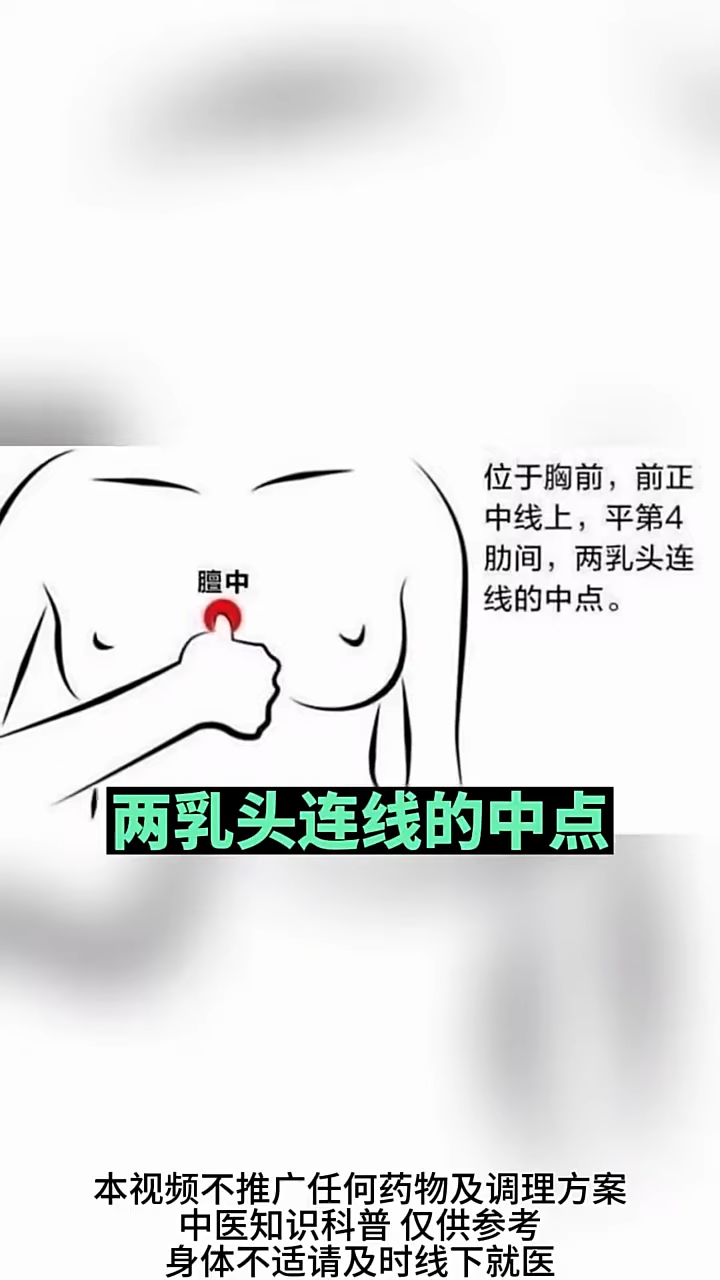 位于胸前，前正
中线上，平第4
肋间，两乳头连
线的中点。
膻中
两乳头连线的中点
本视频不推广任何药物及调理方案
中医知识科普 仅供参考
身体不适请及时线下就医